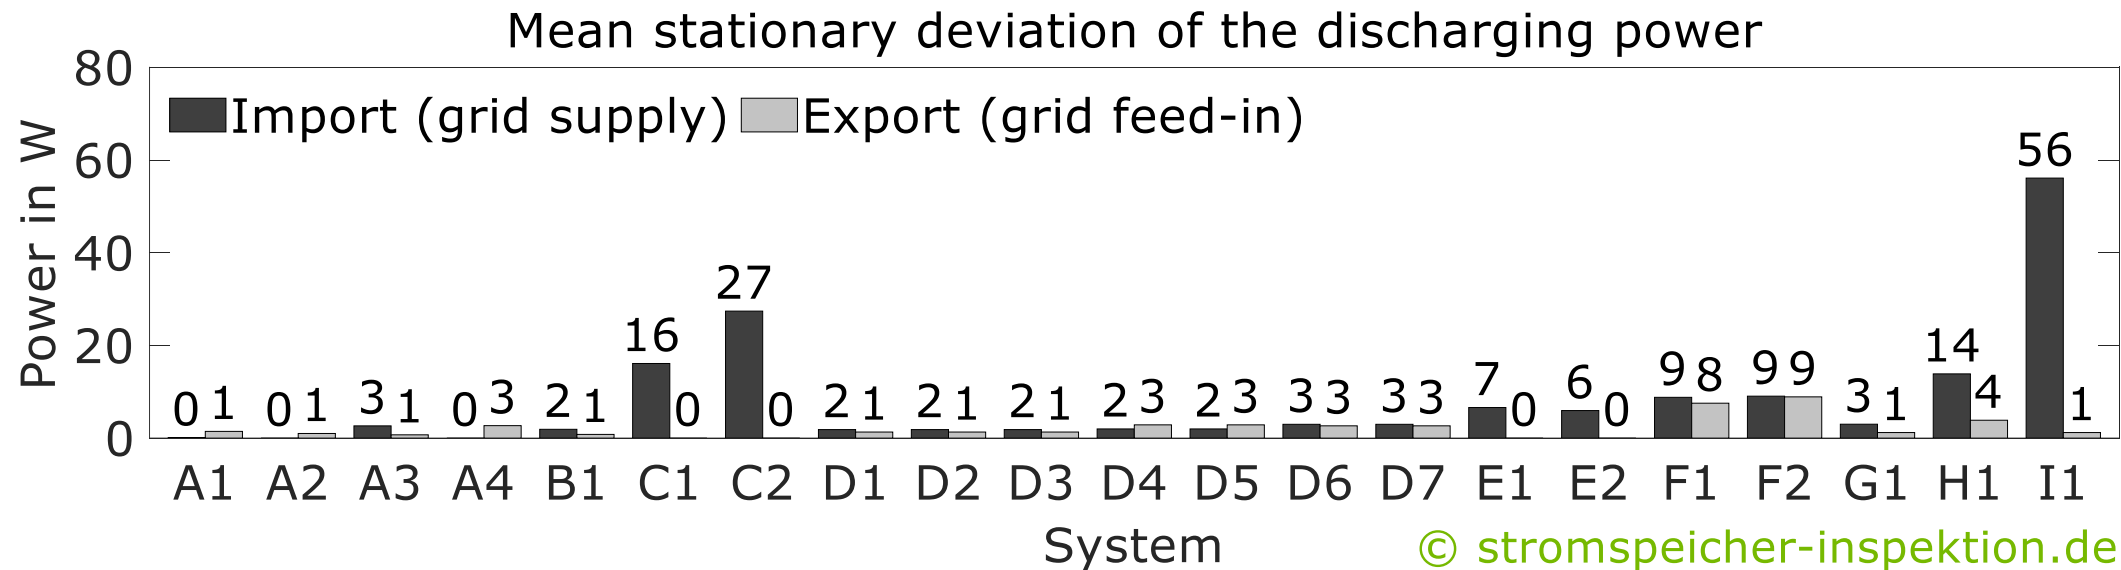 Mean stationary deviation of the discharging power
Power in W
80
60
40
20
0
Import (grid supply) Export (grid feed-in)
0 1 0 1 3 1 0 3 2 1 16 0 27 0 2 1 2 1 2 1 2 3 2 3 3 3 3 3 7 0 6 0 9 8 9 9 3 1 14 4 56 1
A1 A2 A3 A4 B1 C1 C2 D1 D2 D3 D4 D5 D6 D7 E1 E2 F1 F2 G1 H1 I1
System
© stromspeicher-inspektion.de